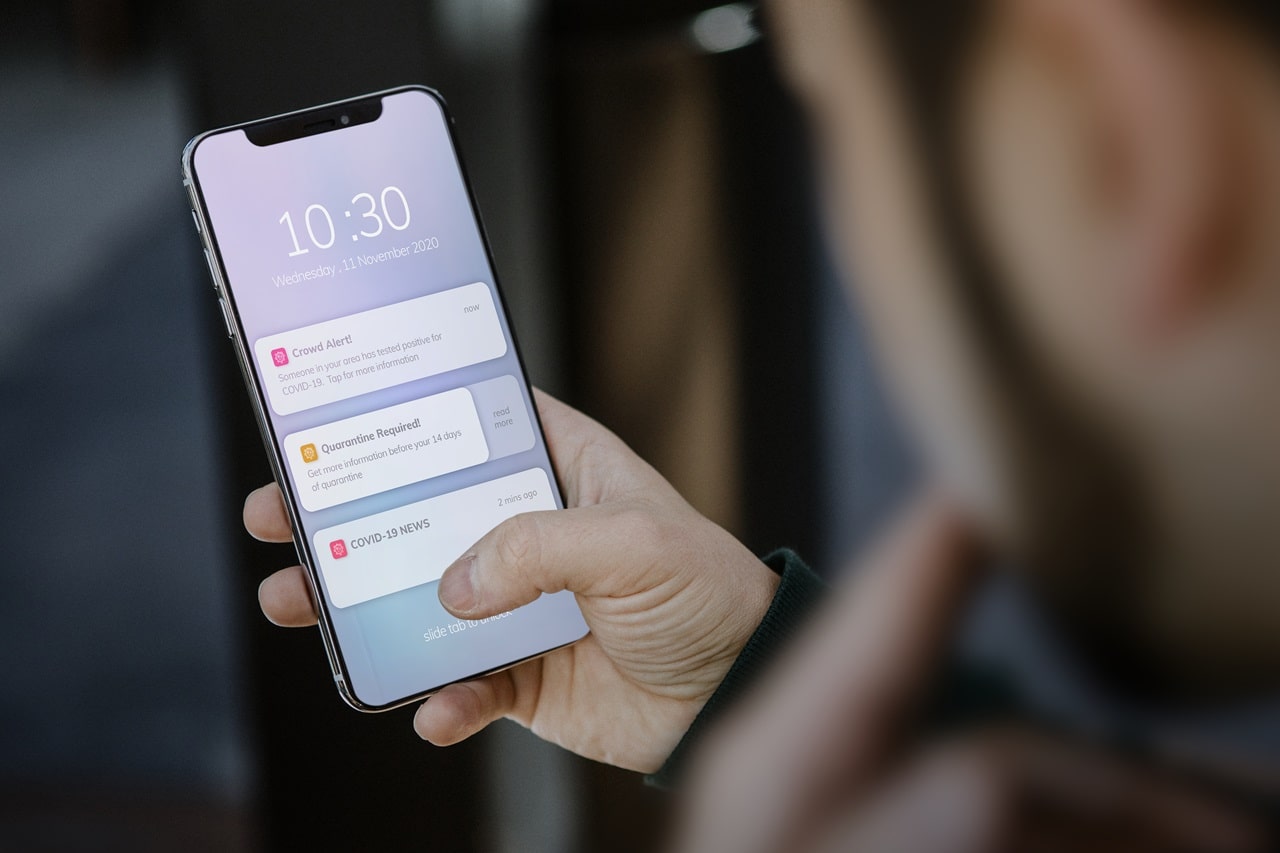 10 :30
Wednesday , 11 November 2020
now
Crowd Alert!
Someone in your area has tested positive for
COVID-19. Tap for more information
Quarantine Required!
Get more information before your 14 days
of quarantine
read
more
2 mins ago
COVID-19 NEWS
slide tab to unlock